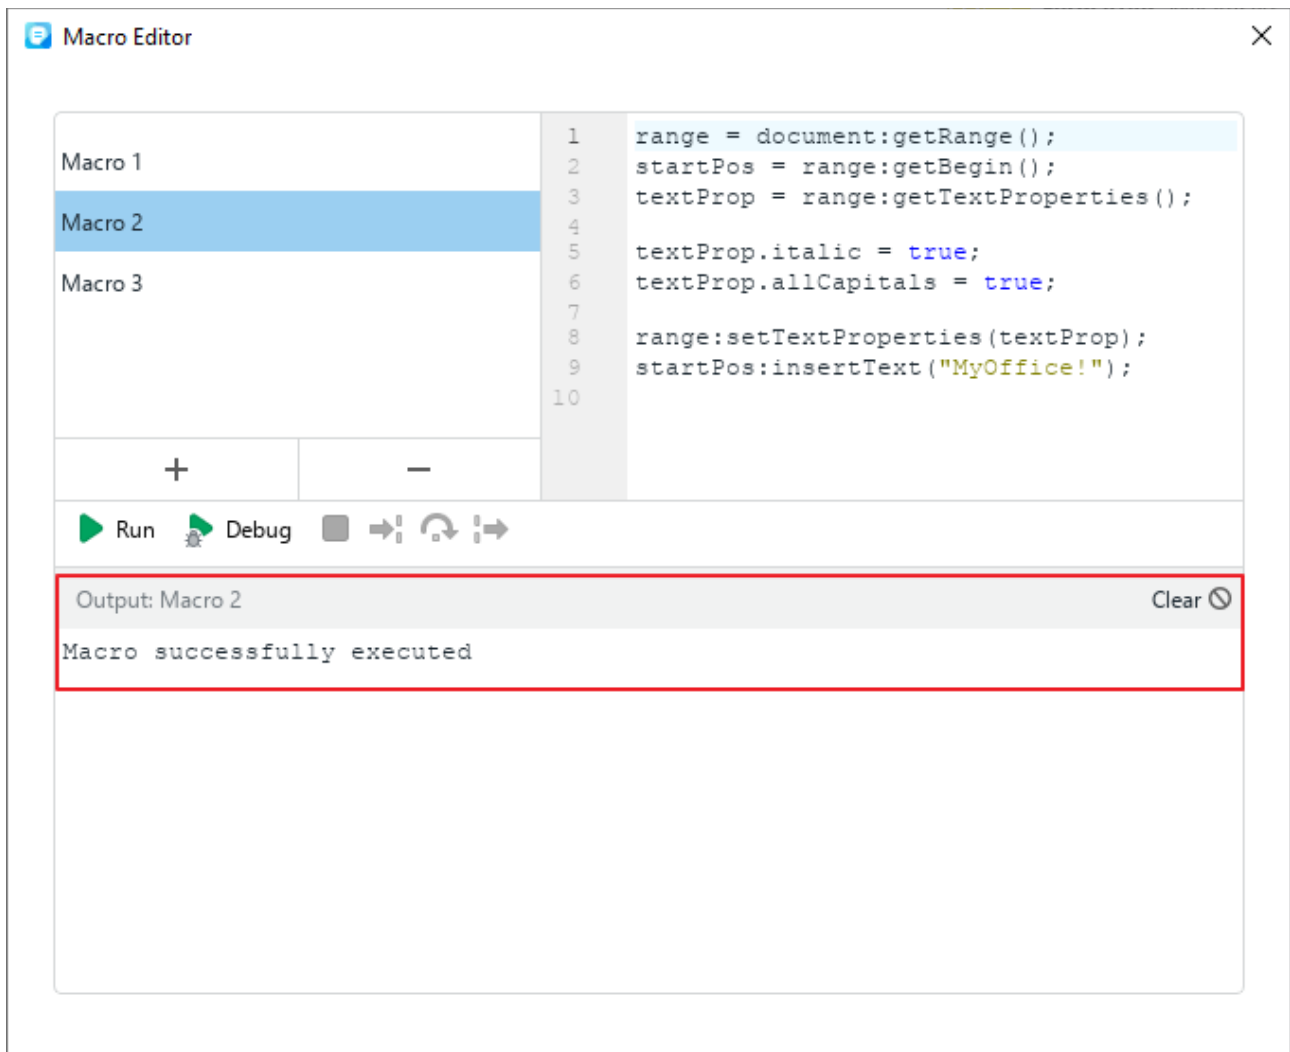 Macro Editor
Macro 1
Macro 2
Macro 3
+ −
1 range = document:getRange();
2 startPos = range:getBegin();
3 textProp = range:getTextProperties();
4
5 textProp.italic = true;
6 textProp.allCapitals = true;
7
8 range:setTextProperties(textProp);
9 startPos:insertText("MyOffice!");
10
Run Debug
Output: Macro 2 Clear
Macro successfully executed